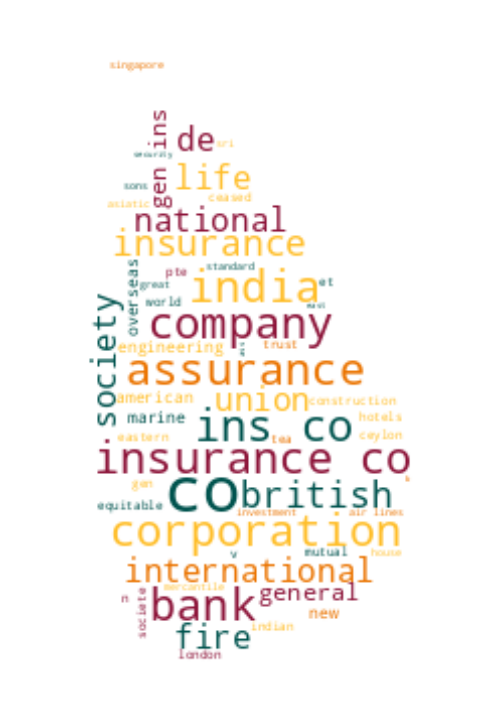 singapore
ins
de
sri
security
gen
life
sons
ceased
asiatic
national
insurance
pte
standard
overseas
great
india
et
world
society
company
engineering
trust
assurance
american
union
construction
marine
ins co
hotels
tea
eastern
ceylon
insurance co
gen
co
british
equitable
investment
air lines
corporation
v
mutual
house
international
mercantile
general
n
societe
bank
new
indian
fire
london